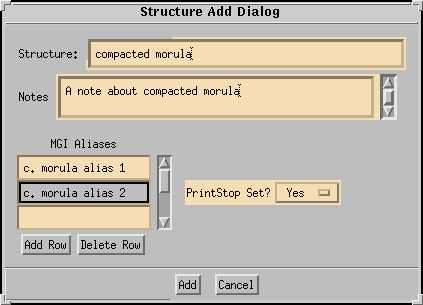 Structure Add Dialog
Structure: compacted morula
Notes A note about compacted morula
MGI Aliases
c. morula alias 1
c. morula alias 2
PrintStop Set? Yes
Add Row Delete Row
Add Cancel